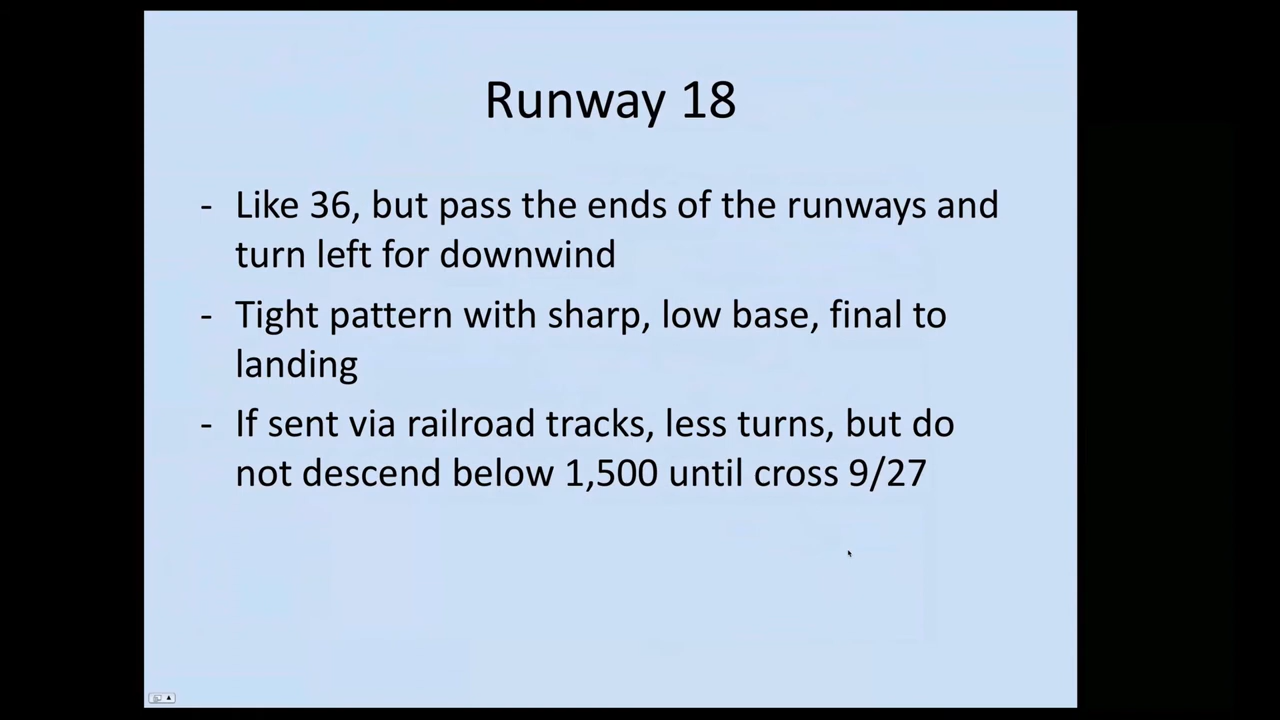 Runway 18
- Like 36, but pass the ends of the runways and
turn left for downwind
- Tight pattern with sharp, low base, final to
landing
- If sent via railroad tracks, less turns, but do
not descend below 1,500 until cross 9/27